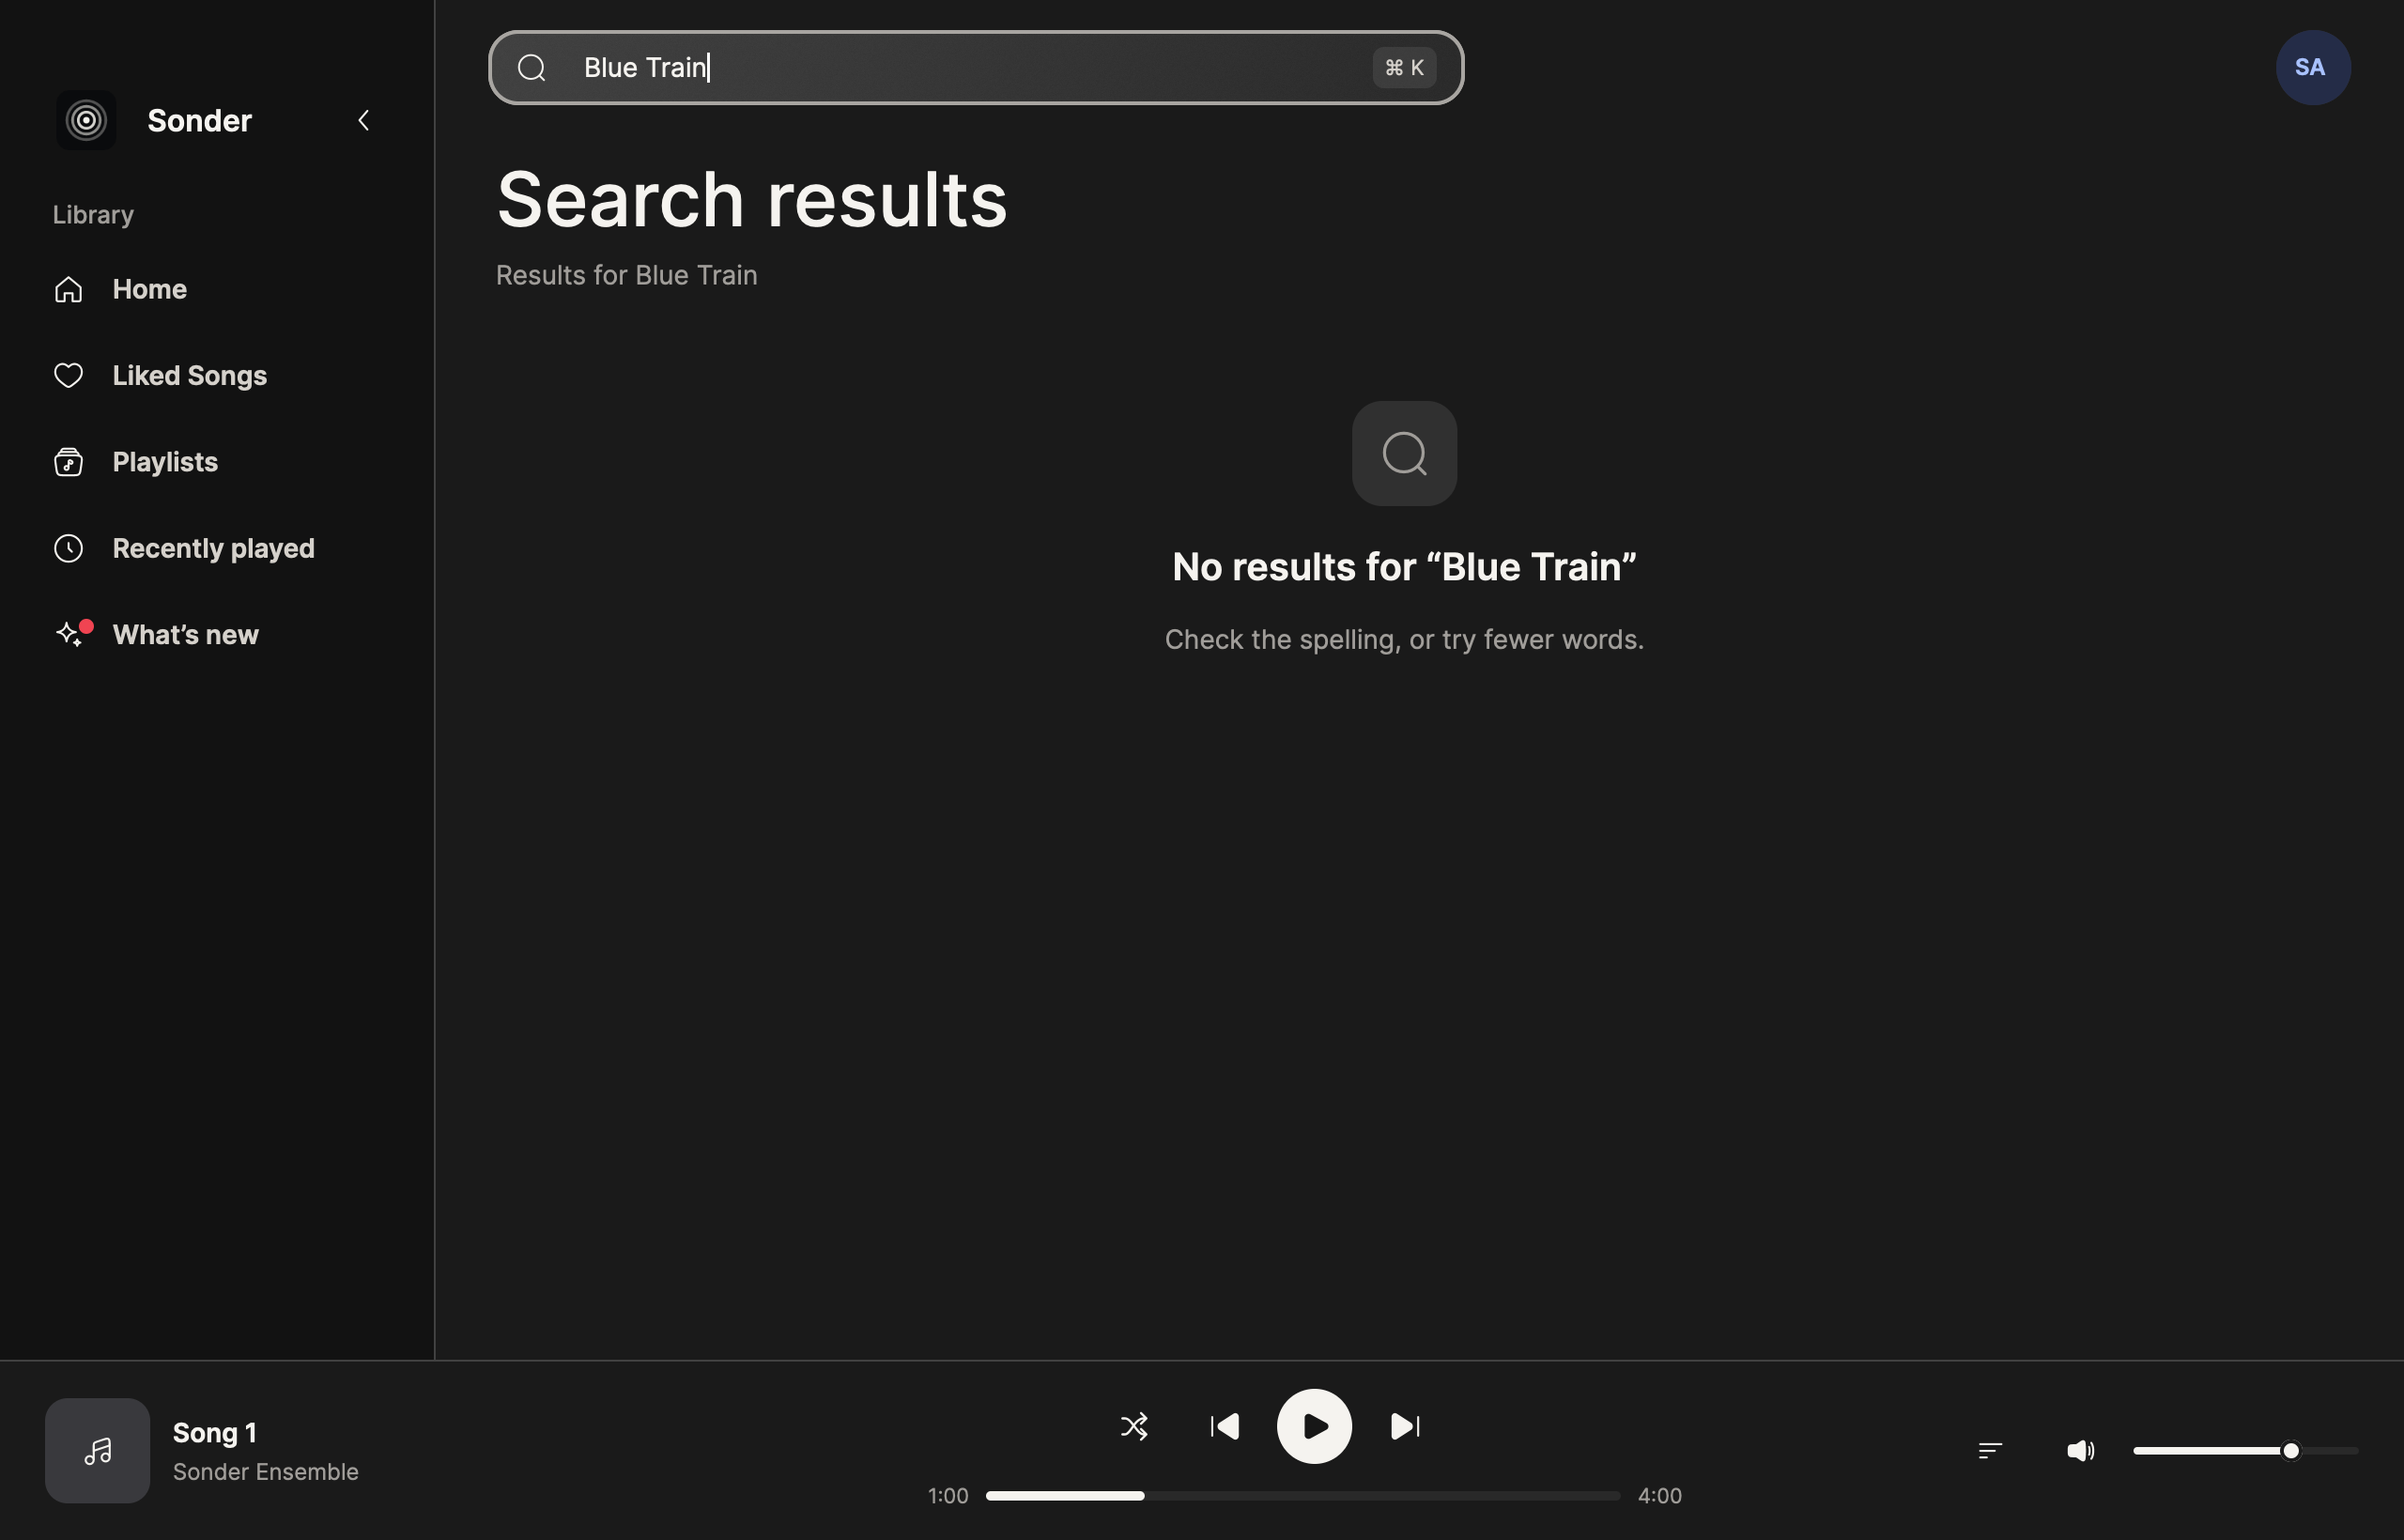 Blue Train
⌘ K
SA
Sonder
Library
Home
Liked Songs
Playlists
Recently played
What’s new
Search results
Results for Blue Train
No results for “Blue Train”
Check the spelling, or try fewer words.
Song 1
Sonder Ensemble
1:00
4:00